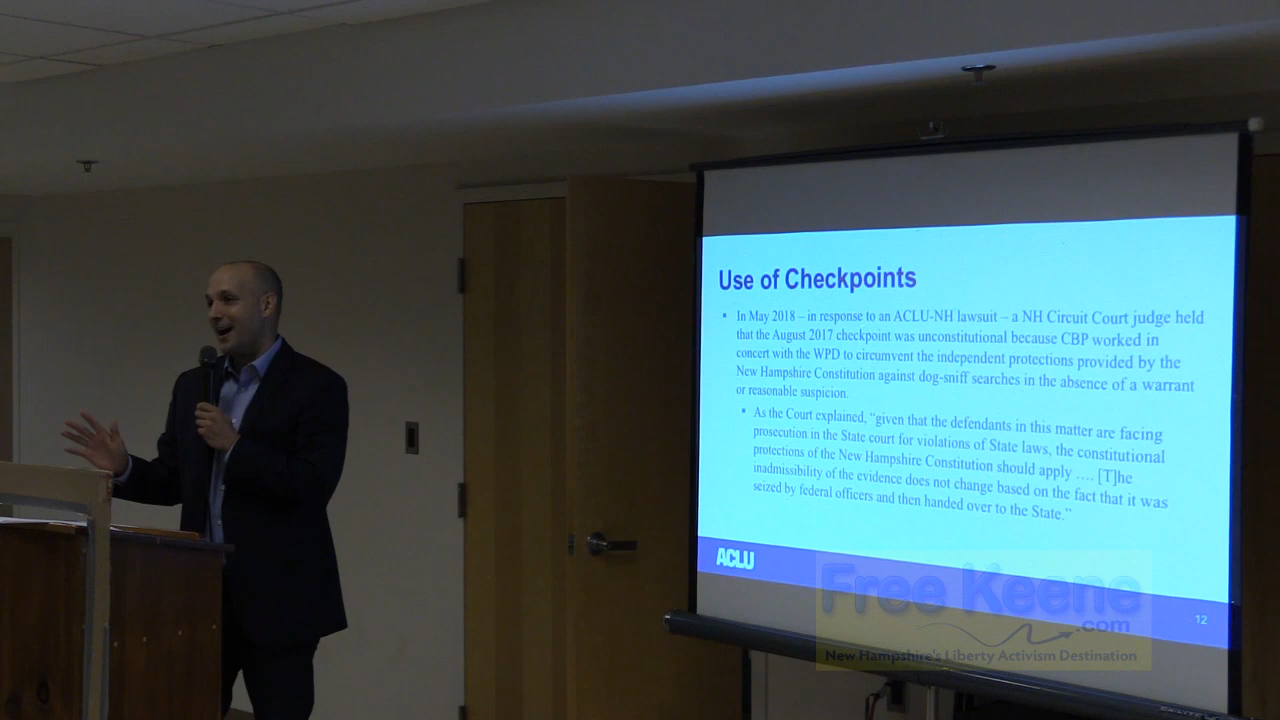 Use of Checkpoints
▪ In May 2018 – in response to an ACLU-NH lawsuit – a NH Circuit Court judge held
that the August 2017 checkpoint was unconstitutional because CBP worked in
concert with the WPD to circumvent the independent protections provided by the
New Hampshire Constitution against dog-sniff searches in the absence of a warrant
or reasonable suspicion.
▪ As the Court explained, “given that the defendants in this matter are facing
prosecution in the State court for violations of State laws, the constitutional
protections of the New Hampshire Constitution should apply …. [T]he
inadmissibility of the evidence does not change based on the fact that it was
seized by federal officers and then handed over to the State.”
ACLU
12
Free Keene
.com
New Hampshire's Liberty Activism Destination